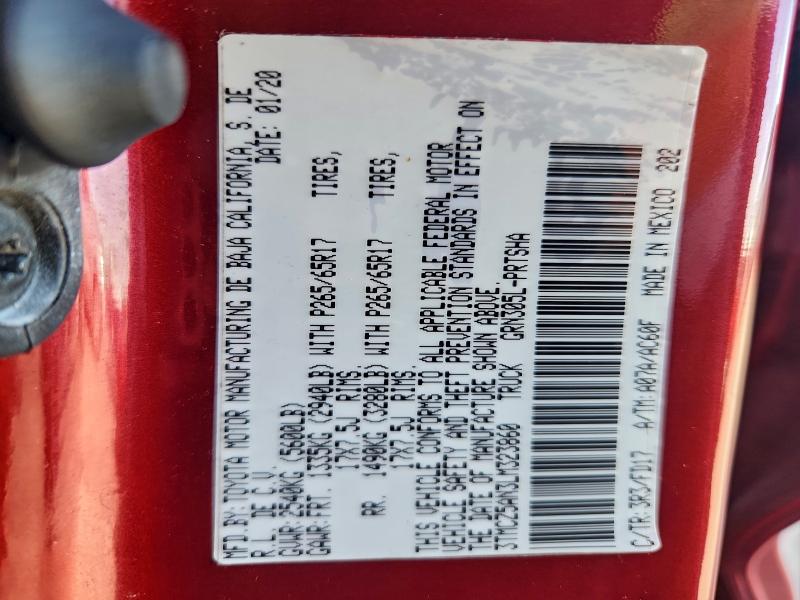 MFD.BY: TOYOTA MOTOR MANUFACTURING DE BAJA CALIFORNIA, S. DE
R.L. DE C.V. DATE: 01/20
GVWR: 2540KG (5600LB)
GAWR: FRT. 1335KG (2940LB) WITH P265/65R17 TIRES,
17X7.5J RIMS.
RR. 1490KG (3280LB) WITH P265/65R17 TIRES,
17X7.5J RIMS.
THIS VEHICLE CONFORMS TO ALL APPLICABLE FEDERAL MOTOR
VEHICLE SAFETY AND THEFT PREVENTION STANDARDS IN EFFECT ON
THE DATE OF MANUFACTURE SHOWN ABOVE.
3TMCZ5AN3LM323860 TRUCK GRN305L-PRTSHA
C/TR:3R3/FD17 A/TM:A07A/AC60F MADE IN MEXICO 202